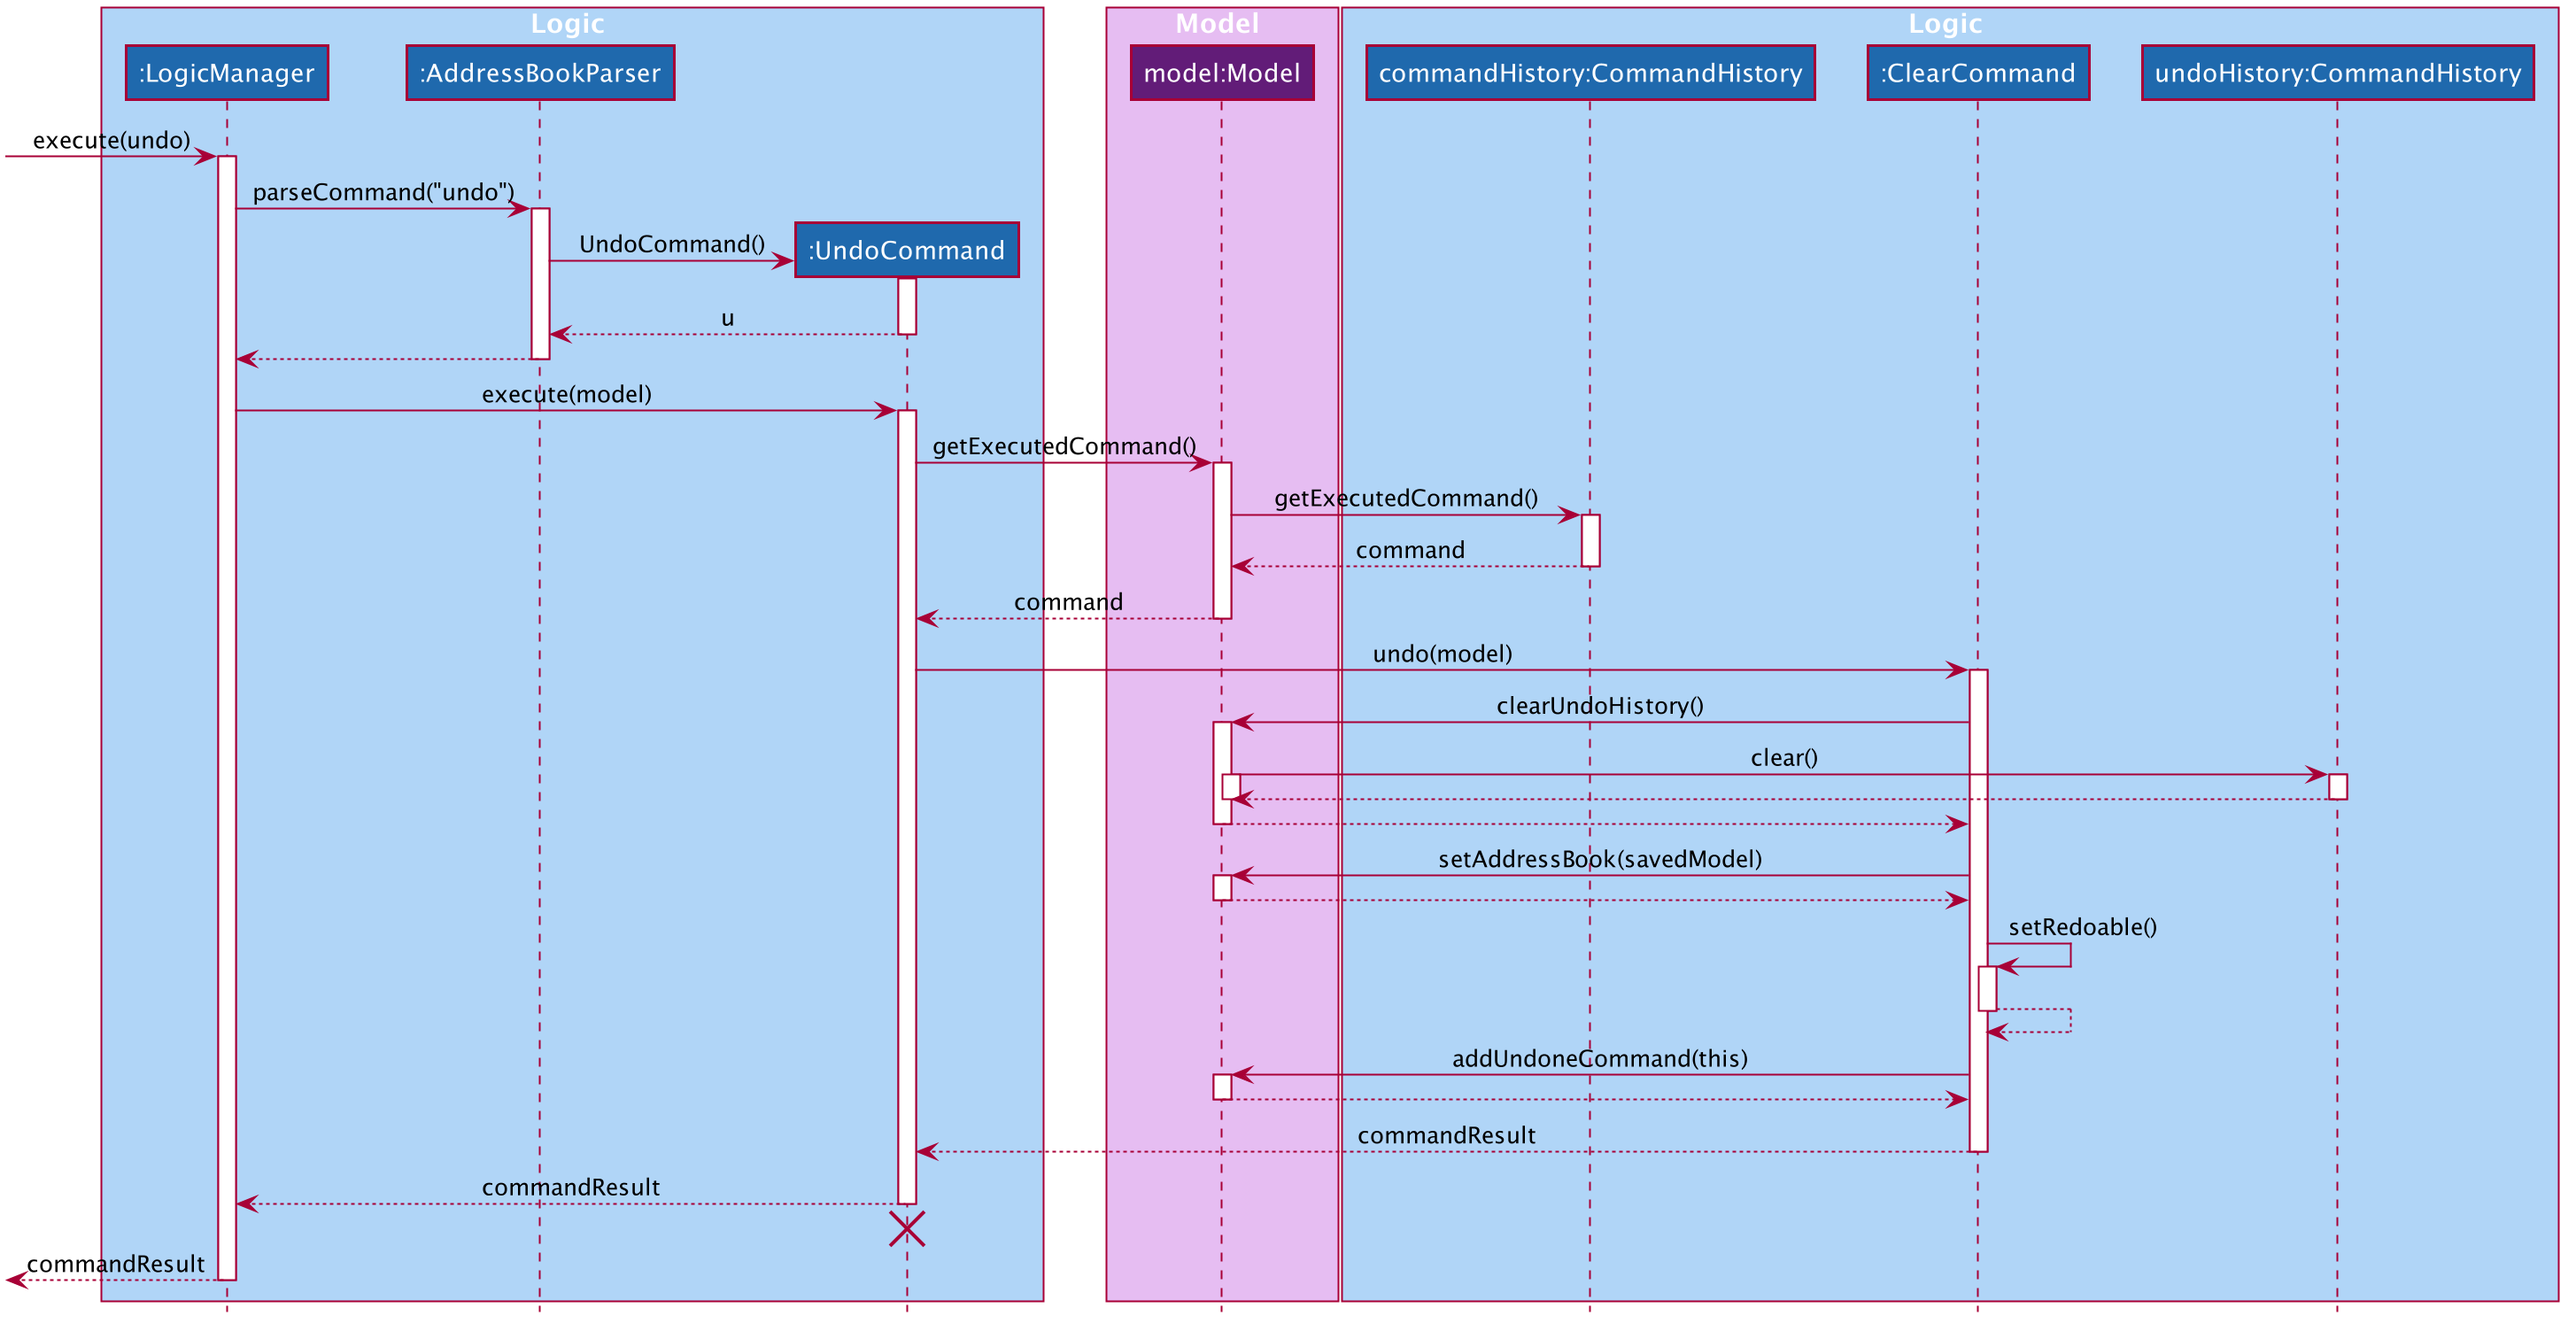 Logic
Model
Logic
:LogicManager
:AddressBookParser
model:Model
commandHistory:CommandHistory
:ClearCommand
undoHistory:CommandHistory
execute(undo)
parseCommand("undo")
UndoCommand()
:UndoCommand
u
execute(model)
getExecutedCommand()
getExecutedCommand()
command
command
undo(model)
clearUndoHistory()
clear()
setAddressBook(savedModel)
setRedoable()
addUndoneCommand(this)
commandResult
commandResult
commandResult